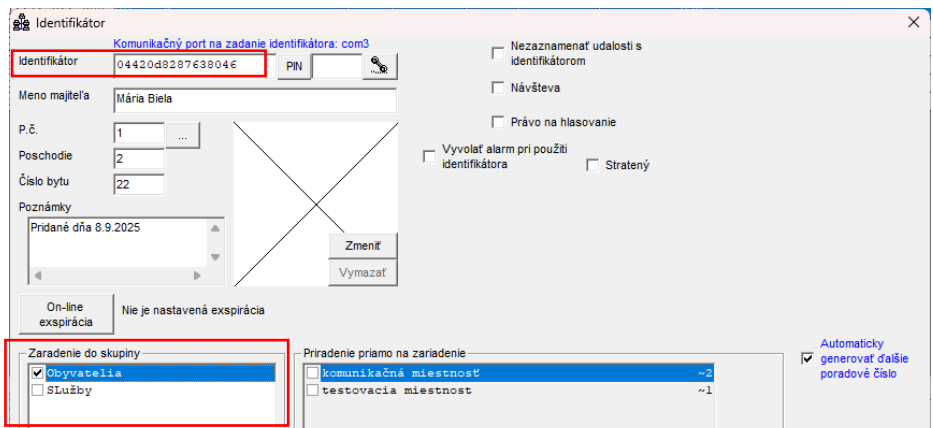 Identifikátor
Komunikačný port na zadanie identifikátora: com3
Identifikátor
04420d8287638046
PIN
Meno majiteľa
Mária Biela
P.č.
1
...
Poschodie
2
Číslo bytu
22
Poznámky
Pridané dňa 8.9.2025
Zmeniť
Vymazať
Nezaznamenať udalosti s
identifikátorom
Návšteva
Právo na hlasovanie
Vyvolať alarm pri použiti
identifikátora
Stratený
On-line
exspirácia
Nie je nastavená exspirácia
Zaradenie do skupiny
Obyvatelia
SLužby
Priradenie priamo na zariadenie
komunikačná miestnosť ~2
testovacia miestnost ~1
Automaticky
generovať ďalšie
poradové číslo